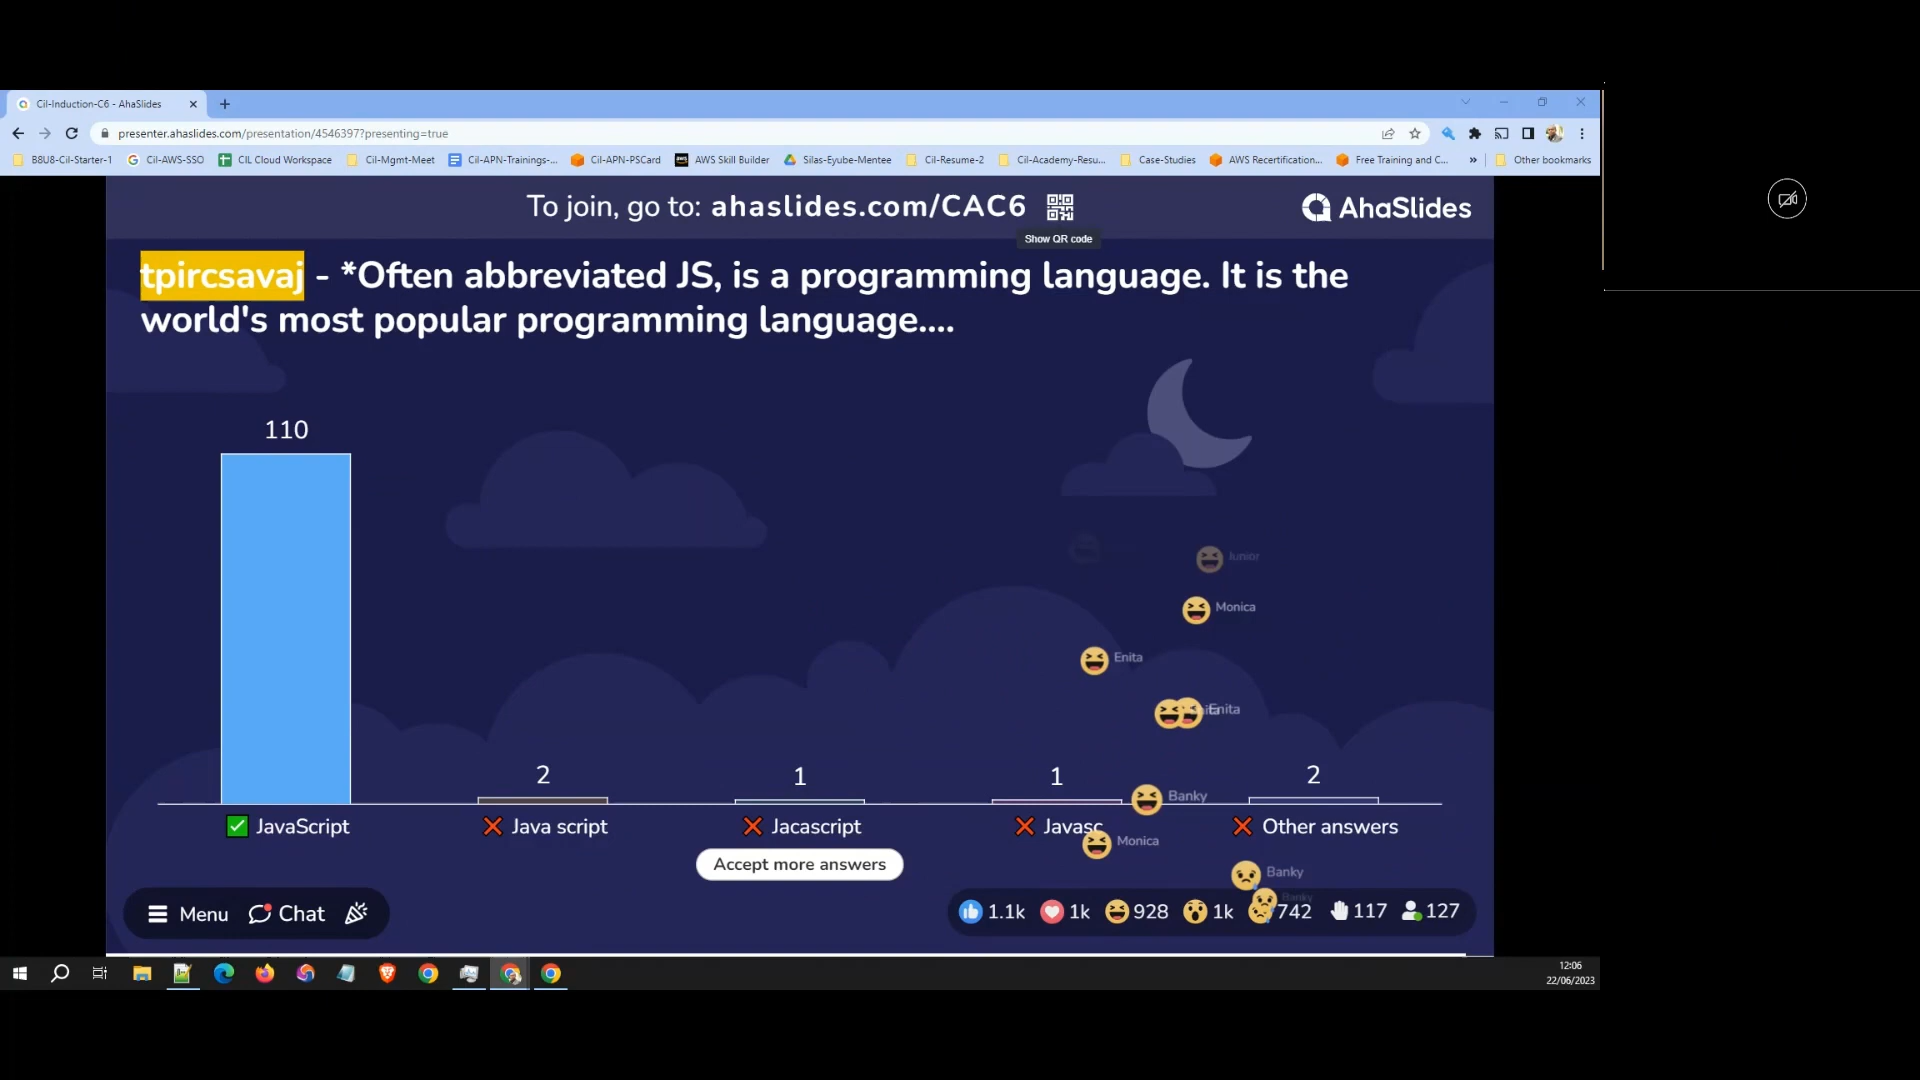 Cil-Induction-C6 - AhaSlides
presenter.ahaslides.com/presentation/4546397?presenting=true
B8U8-Cil-Starter-1 Cil-AWS-SSO CIL Cloud Workspace Cil-Mgmt-Meet Cil-APN-Trainings-... Cil-APN-PSCard AWS Skill Builder Silas-Eyube-Mentee Cil-Resume-2 Cil-Academy-Resu... Case-Studies AWS Recertification... Free Training and C... » Other bookmarks
To join, go to: ahaslides.com/CAC6 AhaSlides
Show QR code
tpircsavaj - *Often abbreviated JS, is a programming language. It is the
world's most popular programming language....
110
Junior
Monica
Enita
Enita
2 1 1 2
Banky
JavaScript Java script Jacascript Javasc Other answers
Monica
Accept more answers
Banky
Banky
Menu Chat 1.1k 1k 928 1k 742 117 127
12:06
22/06/2023